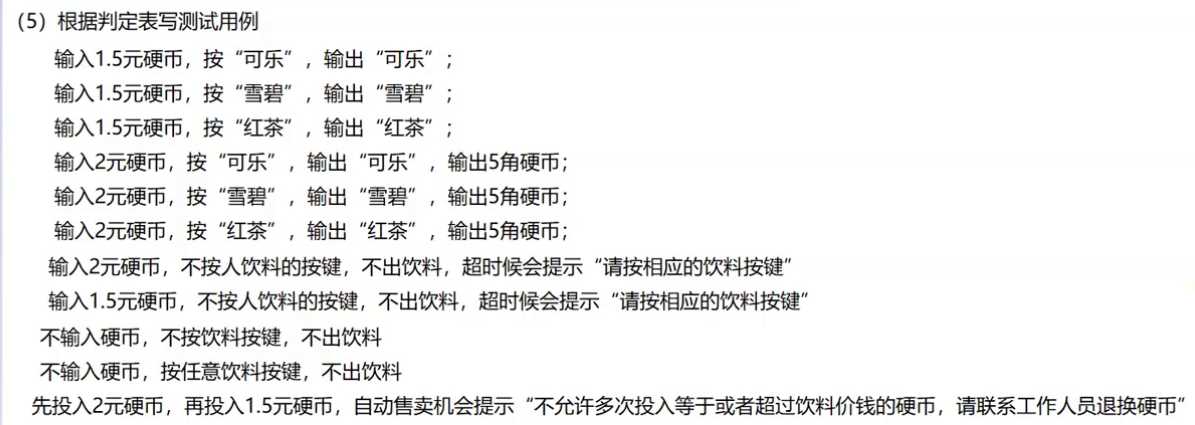 （5）根据判定表写测试用例
输入1.5元硬币，按“可乐”，输出“可乐”；
输入1.5元硬币，按“雪碧”，输出“雪碧”；
输入1.5元硬币，按“红茶”，输出“红茶”；
输入2元硬币，按“可乐”，输出“可乐”，输出5角硬币；
输入2元硬币，按“雪碧”，输出“雪碧”，输出5角硬币；
输入2元硬币，按“红茶”，输出“红茶”，输出5角硬币；
输入2元硬币，不按人饮料的按键，不出饮料，超时候会提示“请按相应的饮料按键”
输入1.5元硬币，不按人饮料的按键，不出饮料，超时候会提示“请按相应的饮料按键”
不输入硬币，不按饮料按键，不出饮料
不输入硬币，按任意饮料按键，不出饮料
先投入2元硬币，再投入1.5元硬币，自动售卖机会提示“不允许多次投入等于或者超过饮料价钱的硬币，请联系工作人员退换硬币”